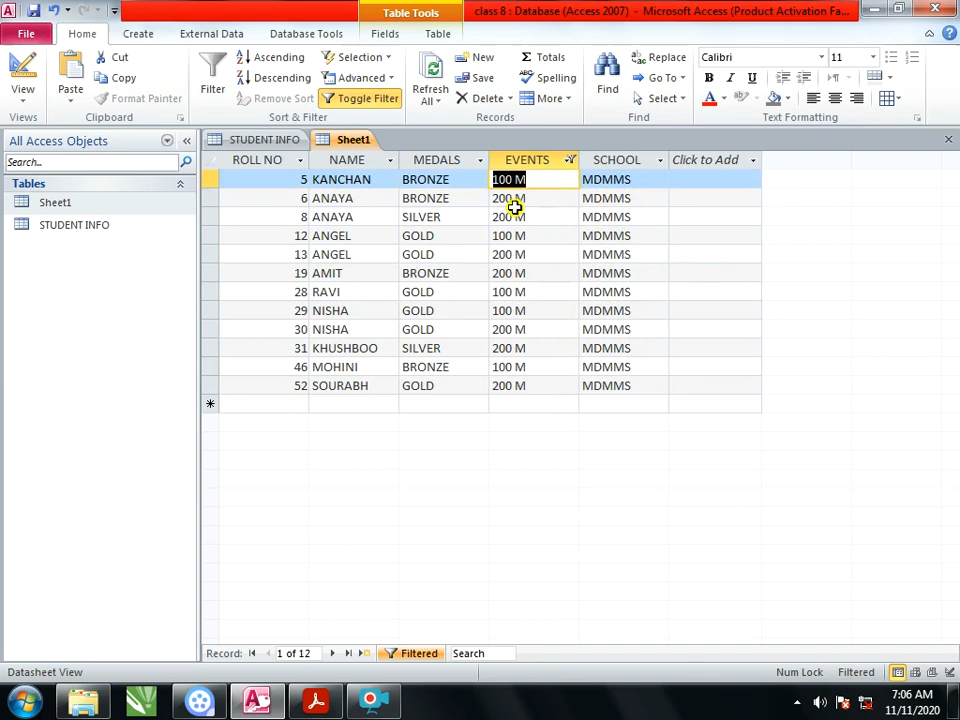 Table Tools
class 8 : Database (Access 2007) - Microsoft Access (Product Activation Fa...
File Home Create External Data Database Tools Fields Table
View
Views
Paste
Cut
Copy
Format Painter
Clipboard
Filter
Ascending
Descending
Remove Sort
Selection
Advanced
Toggle Filter
Sort & Filter
Refresh
All
New
Save
Delete
Totals
Spelling
More
Records
Find
Replace
Go To
Select
Find
Calibri 11
B I U
A
Text Formatting
All Access Objects
Search...
Tables
Sheet1
STUDENT INFO
STUDENT INFO Sheet1
ROLL NO NAME MEDALS EVENTS SCHOOL Click to Add
5 KANCHAN BRONZE 100 M MDMMS
6 ANAYA BRONZE 200 M MDMMS
8 ANAYA SILVER 200 M MDMMS
12 ANGEL GOLD 100 M MDMMS
13 ANGEL GOLD 200 M MDMMS
19 AMIT BRONZE 200 M MDMMS
28 RAVI GOLD 100 M MDMMS
29 NISHA GOLD 100 M MDMMS
30 NISHA GOLD 200 M MDMMS
31 KHUSHBOO SILVER 200 M MDMMS
46 MOHINI BRONZE 100 M MDMMS
52 SOURABH GOLD 200 M MDMMS
Record: 1 of 12 Filtered Search
Datasheet View Num Lock Filtered
7:06 AM
11/11/2020